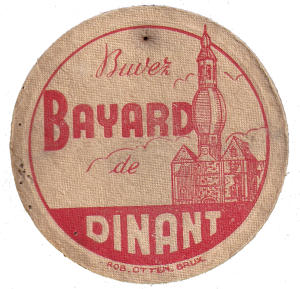 Buvez
BAYARD
de
DINANT
ROB. OTTEN. BRUX.